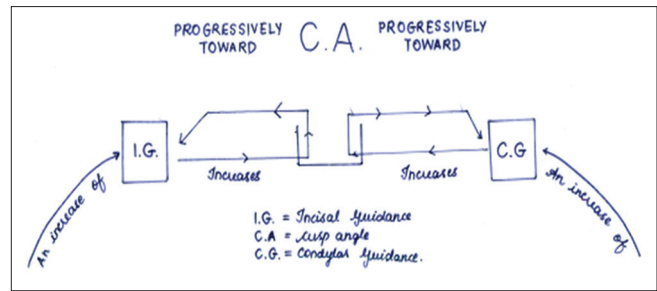 PROGRESSIVELY TOWARD
C.A.
PROGRESSIVELY TOWARD
I.G.
C.G
Increases
Increases
An increase of
An increase of
I.G. = Incisal Guidance
C.A = cusp angle
C.G. = Condylar Guidance.